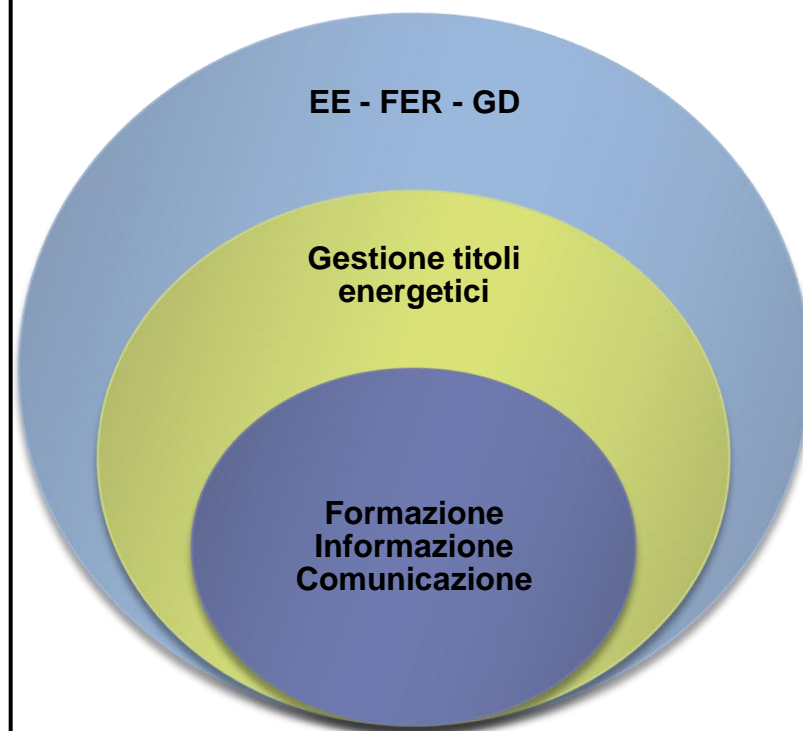 EE - FER - GD
Gestione titoli
energetici
Formazione
Informazione
Comunicazione